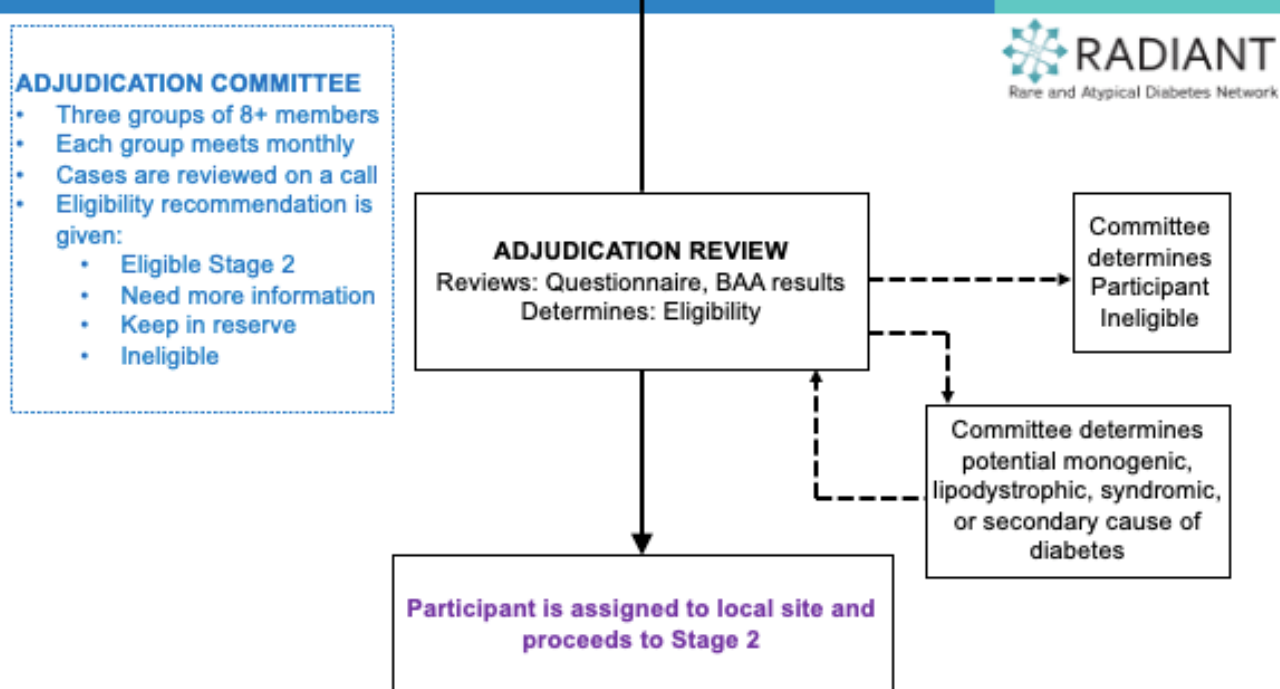 RADIANT
Rare and Atypical Diabetes Network
ADJUDICATION COMMITTEE
• Three groups of 8+ members
• Each group meets monthly
• Cases are reviewed on a call
• Eligibility recommendation is
given:
• Eligible Stage 2
• Need more information
• Keep in reserve
• Ineligible
ADJUDICATION REVIEW
Reviews: Questionnaire, BAA results
Determines: Eligibility
Committee
determines
Participant
Ineligible
Committee determines
potential monogenic,
lipodystrophic, syndromic,
or secondary cause of
diabetes
Participant is assigned to local site and
proceeds to Stage 2